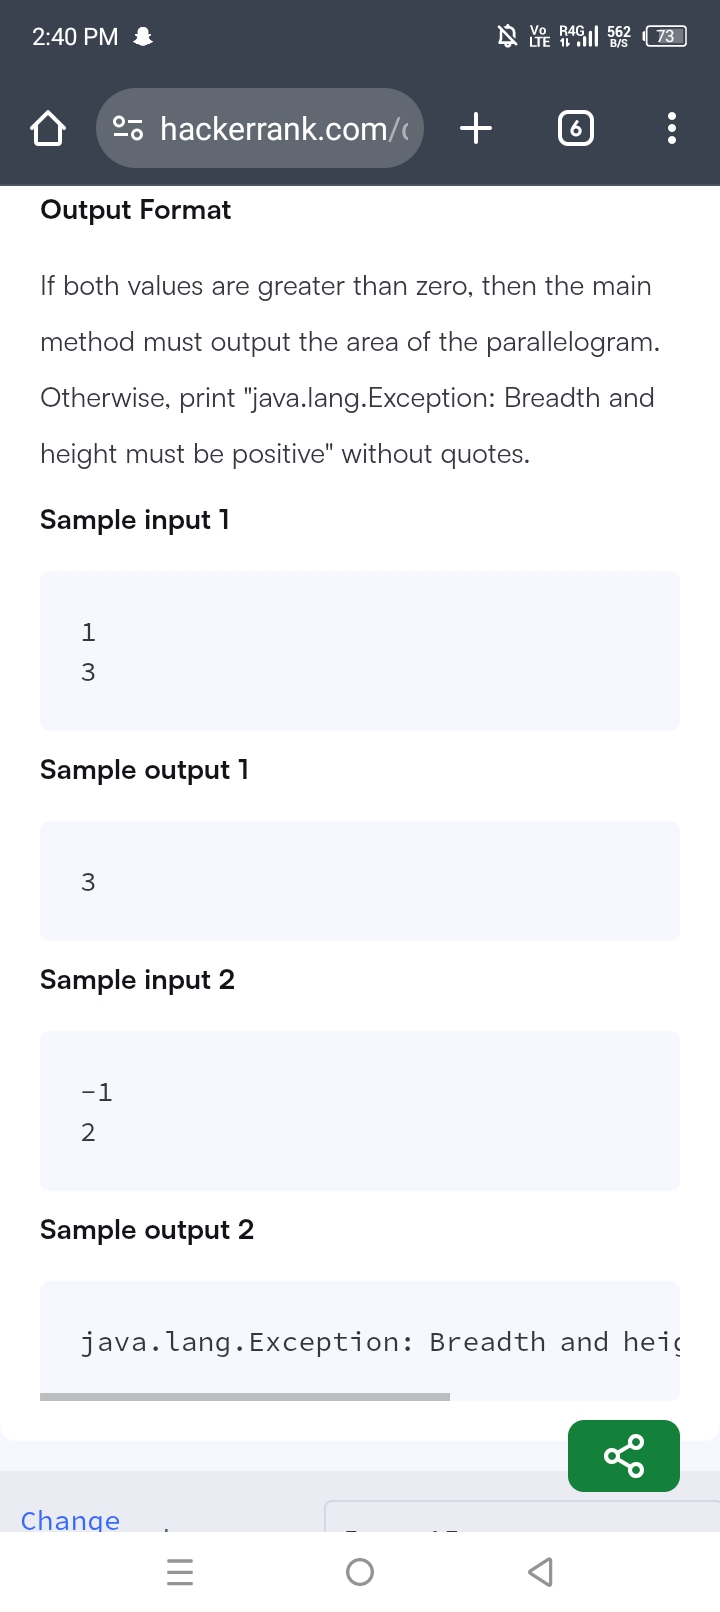 2:40 PM
Vo LTE R4G 562 B/S 73
hackerrank.com/
6
Output Format
If both values are greater than zero, then the main
method must output the area of the parallelogram.
Otherwise, print "java.lang.Exception: Breadth and
height must be positive" without quotes.
Sample input 1
1
3
Sample output 1
3
Sample input 2
-1
2
Sample output 2
java.lang.Exception: Breadth and heig
Change